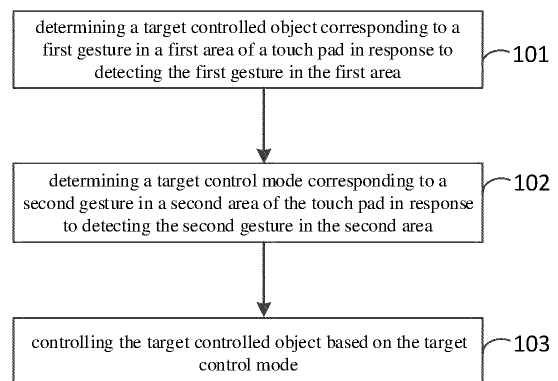 determining a target controlled object corresponding to a
first gesture in a first area of a touch pad in response to
detecting the first gesture in the first area
101
determining a target control mode corresponding to a
second gesture in a second area of the touch pad in response
to detecting the second gesture in the second area
102
controlling the target controlled object based on the target
control mode
103